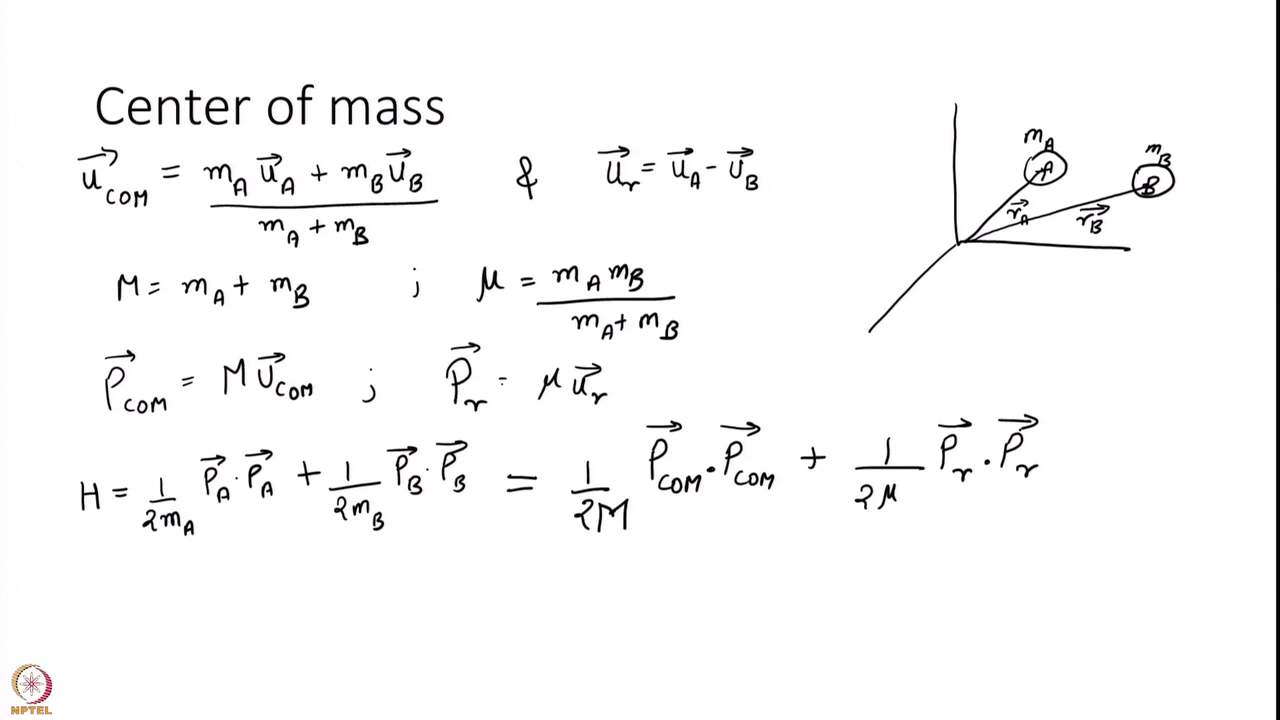 Center of mass
u⃗_COM = (m_A u⃗_A + m_B u⃗_B) / (m_A + m_B) & u⃗_r = u⃗_A - u⃗_B
M = m_A + m_B ; μ = m_A m_B / (m_A + m_B)
P⃗_COM = M u⃗_COM ; P⃗_r = μ u⃗_r
H = 1/(2m_A) P⃗_A · P⃗_A + 1/(2m_B) P⃗_B · P⃗_B = 1/(2M) P⃗_COM · P⃗_COM + 1/(2μ) P⃗_r · P⃗_r
m_A
m_B
A
B
r⃗_A
r⃗_B
NPTEL